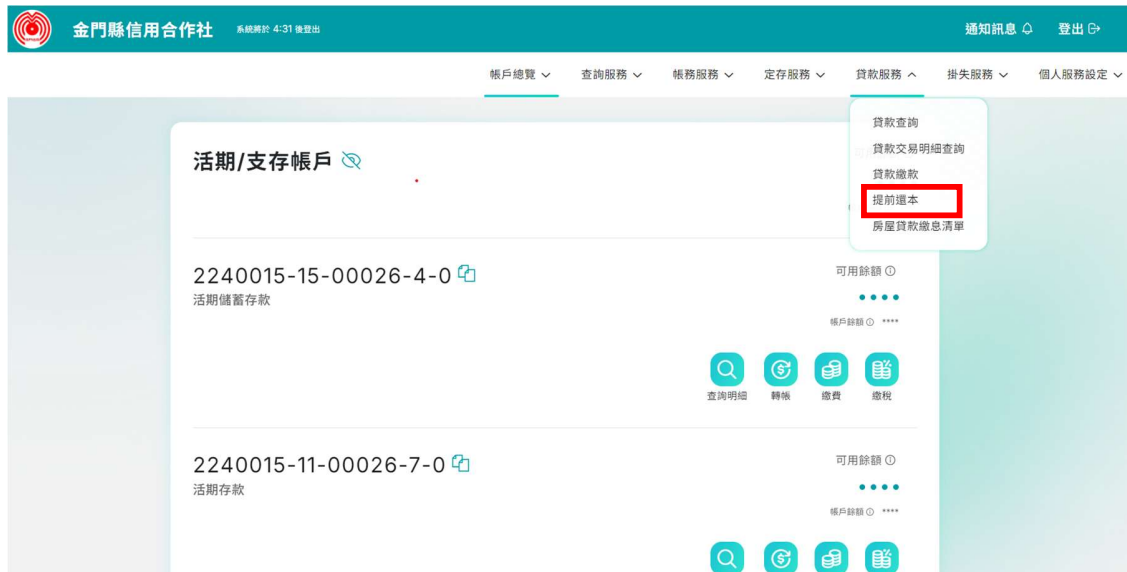 金門縣信用合作社
系統將於 4:31 後登出
通知訊息
登出
帳戶總覽
查詢服務
帳務服務
定存服務
貸款服務
掛失服務
個人服務設定
貸款查詢
貸款交易明細查詢
貸款繳款
提前還本
房屋貸款繳息清單
活期/支存帳戶
2240015-15-00026-4-0
活期儲蓄存款
可用餘額
帳戶餘額 ****
查詢明細
轉帳
繳費
繳稅
2240015-11-00026-7-0
活期存款
可用餘額
帳戶餘額 ****